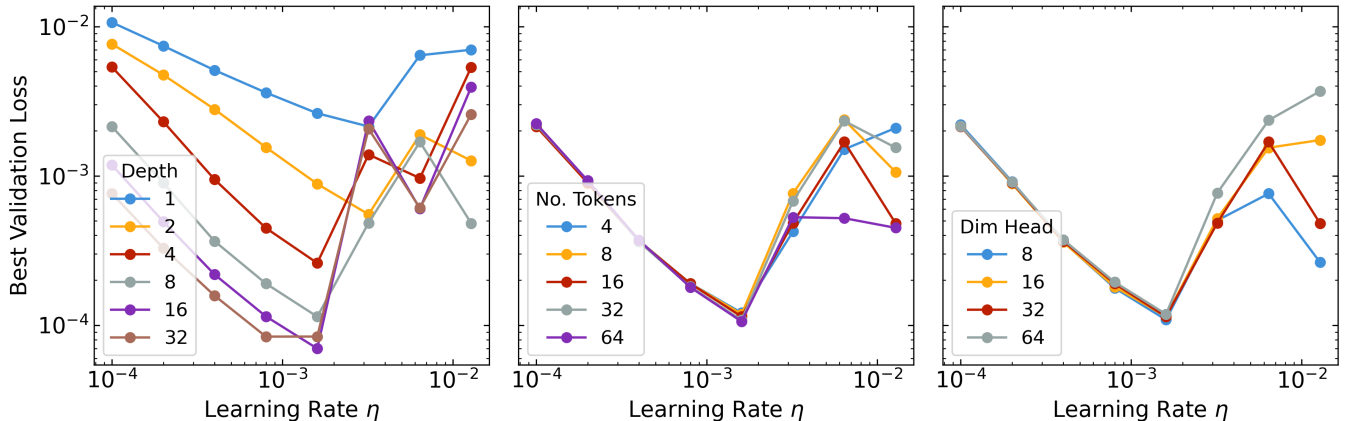 Best Validation Loss
10⁻²
10⁻³
10⁻⁴
Depth
1
2
4
8
16
32
10⁻⁴ 10⁻³ 10⁻²
Learning Rate η
No. Tokens
4
8
16
32
64
10⁻⁴ 10⁻³ 10⁻²
Learning Rate η
Dim Head
8
16
32
64
10⁻⁴ 10⁻³ 10⁻²
Learning Rate η